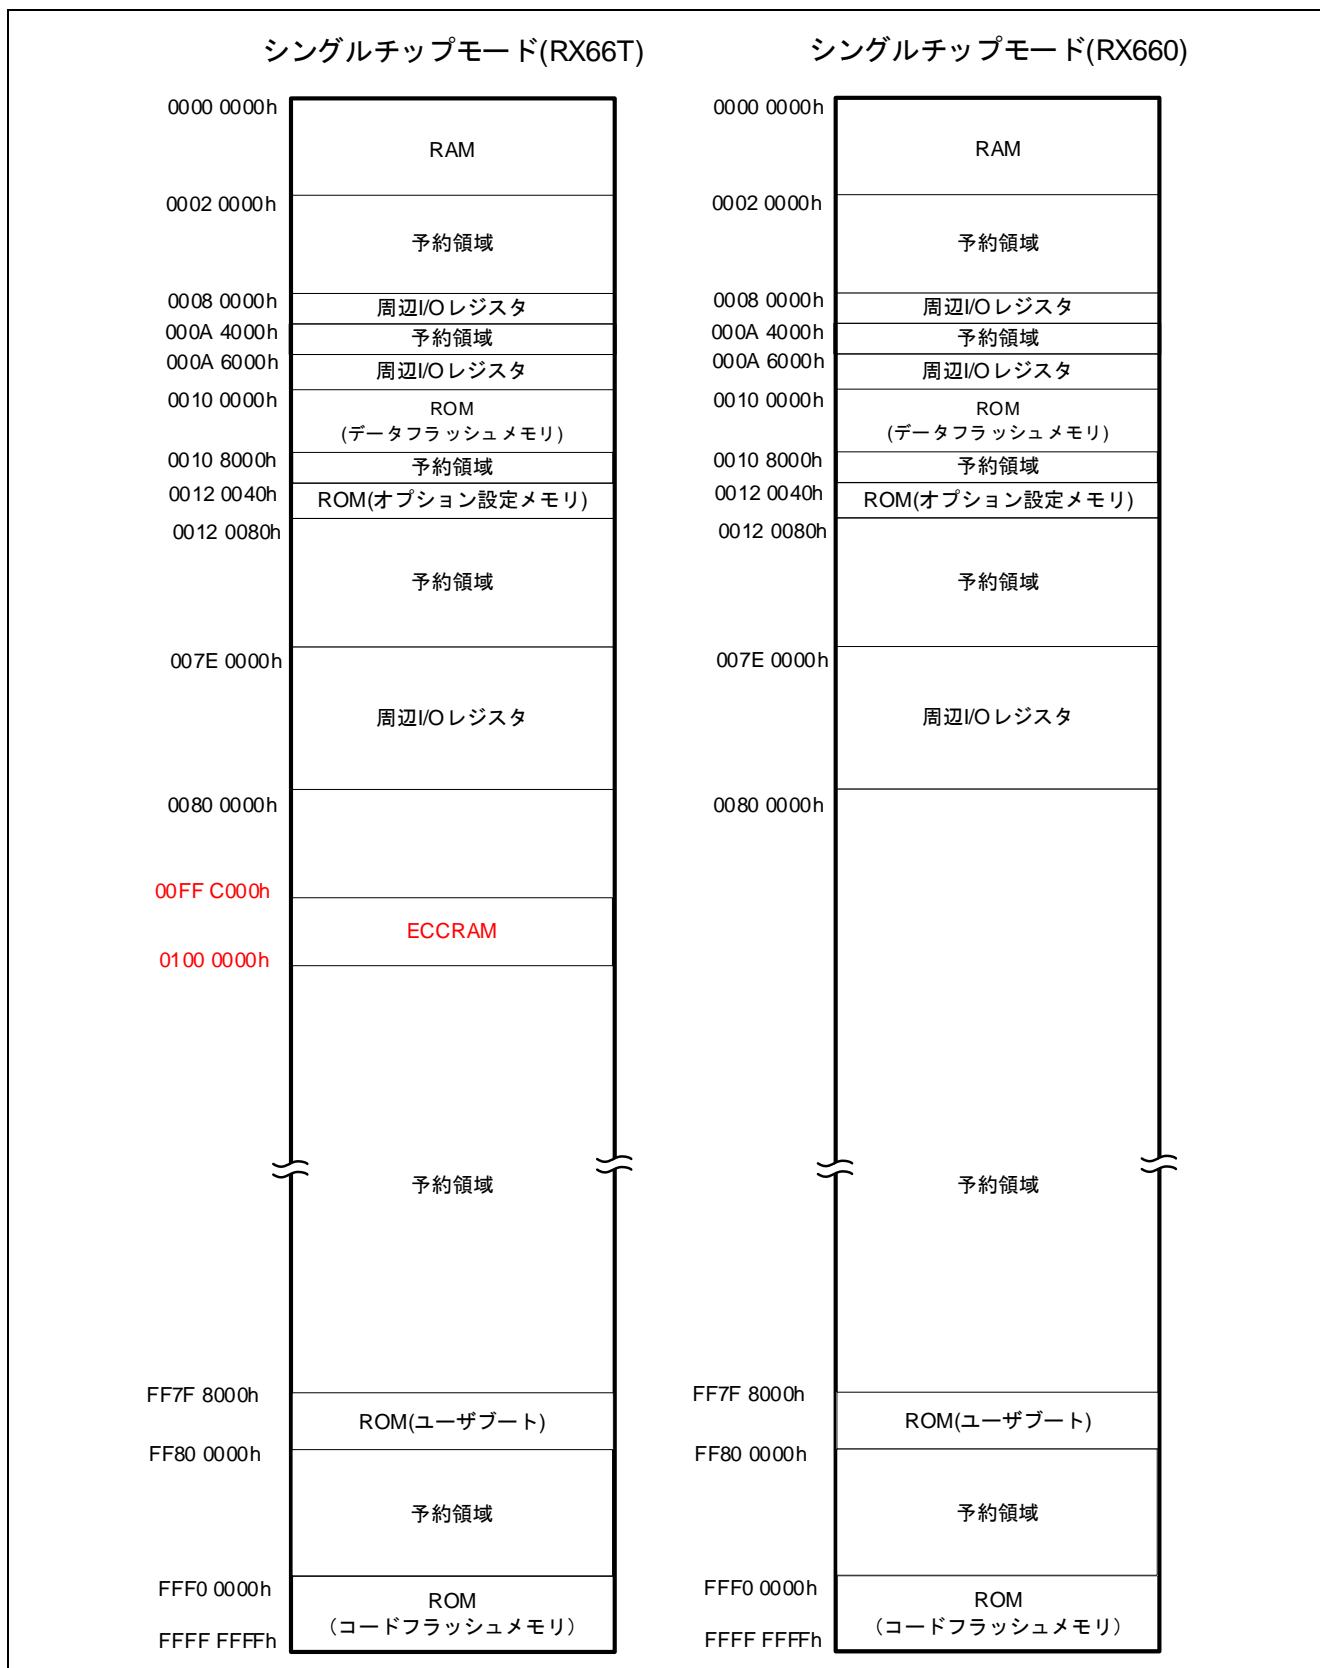 シングルチップモード(RX66T)
0000 0000h
RAM
0002 0000h
予約領域
0008 0000h
周辺I/Oレジスタ
000A 4000h
予約領域
000A 6000h
周辺I/Oレジスタ
0010 0000h
ROM
(データフラッシュメモリ)
0010 8000h
予約領域
0012 0040h
ROM(オプション設定メモリ)
0012 0080h
予約領域
007E 0000h
周辺I/Oレジスタ
0080 0000h
00FF C000h
ECCRAM
0100 0000h
予約領域
FF7F 8000h
ROM(ユーザブート)
FF80 0000h
予約領域
FFF0 0000h
ROM
（コードフラッシュメモリ）
FFFF FFFFh
シングルチップモード(RX660)
0000 0000h
RAM
0002 0000h
予約領域
0008 0000h
周辺I/Oレジスタ
000A 4000h
予約領域
000A 6000h
周辺I/Oレジスタ
0010 0000h
ROM
(データフラッシュメモリ)
0010 8000h
予約領域
0012 0040h
ROM(オプション設定メモリ)
0012 0080h
予約領域
007E 0000h
周辺I/Oレジスタ
0080 0000h
予約領域
FF7F 8000h
ROM(ユーザブート)
FF80 0000h
予約領域
FFF0 0000h
ROM
（コードフラッシュメモリ）
FFFF FFFFh